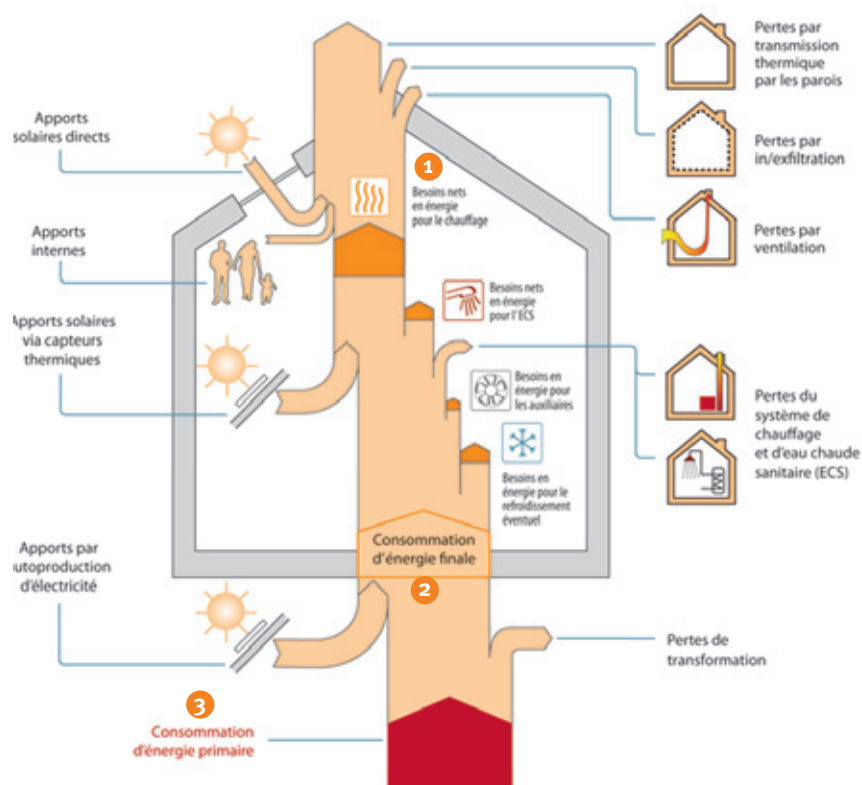 Apports
solaires directs
Apports
internes
Apports solaires
via capteurs
thermiques
Apports par
autoproduction
d'électricité
3
Consommation
d'énergie primaire
1
Besoins nets
en énergie
pour le chauffage
Besoins nets
en énergie
pour l'ECS
Besoins en
énergie pour
les auxiliaires
Besoins en
énergie pour le
refroidissement
éventuel
Consommation
d'énergie finale
2
Pertes par
transmission
thermique
par les parois
Pertes par
in/exfiltration
Pertes par
ventilation
Pertes du
système de
chauffage
et d'eau chaude
sanitaire (ECS)
Pertes de
transformation